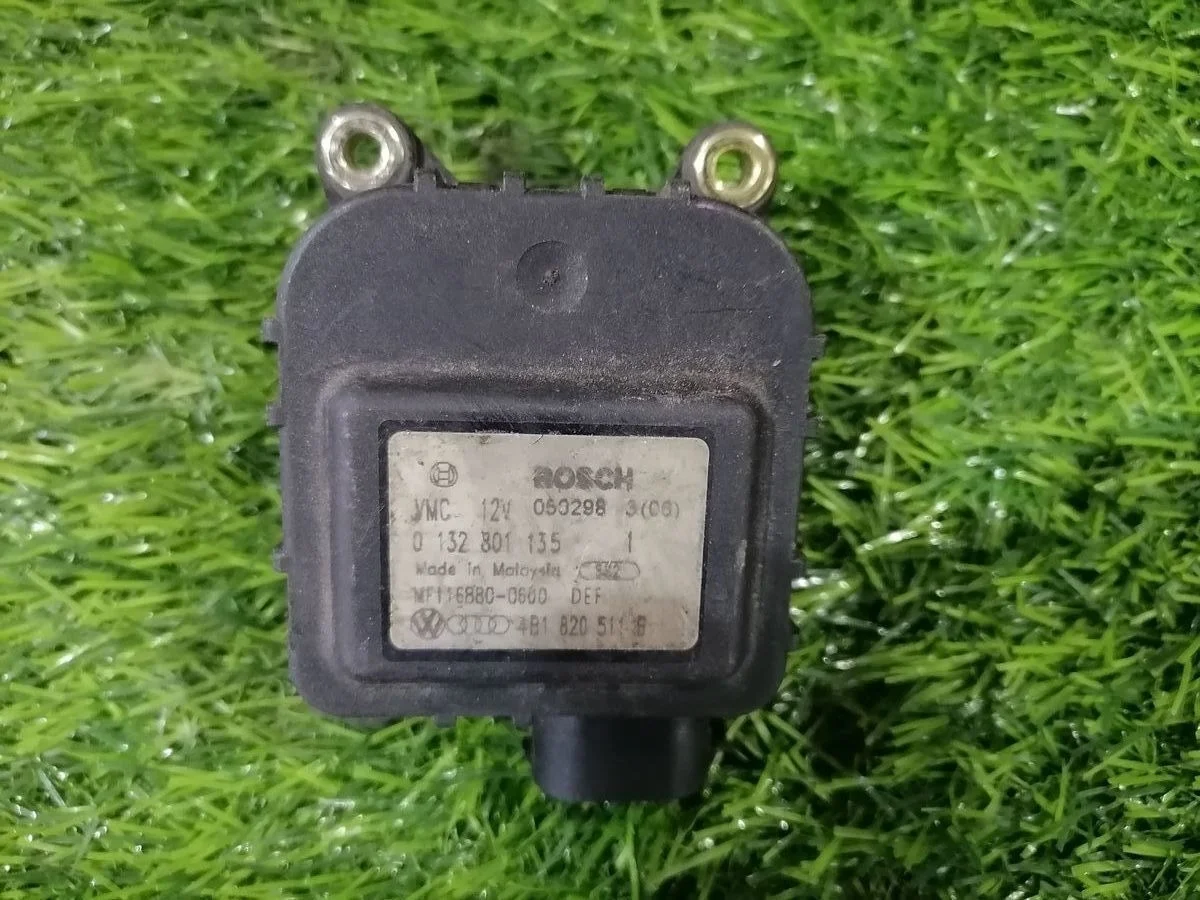 BOSCH
VMC 12V 060298 3(06)
0 132 801 135 1
Made in Malaysia
MF116880-0600 DEF
4B1 820 511 B